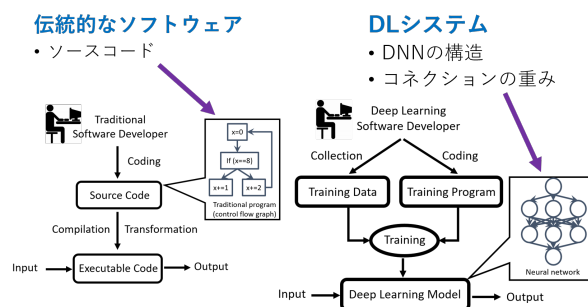 伝統的なソフトウェア
• ソースコード
Traditional
Software Developer
Coding
Source Code
Compilation
Transformation
Input
Executable Code
Output
x=0
If (x==8)
x+=1
x+=2
Traditional program
(control flow graph)
DLシステム
• DNNの構造
• コネクションの重み
Deep Learning
Software Developer
Collection
Coding
Training Data
Training Program
Training
Input
Deep Learning Model
Output
Neural network